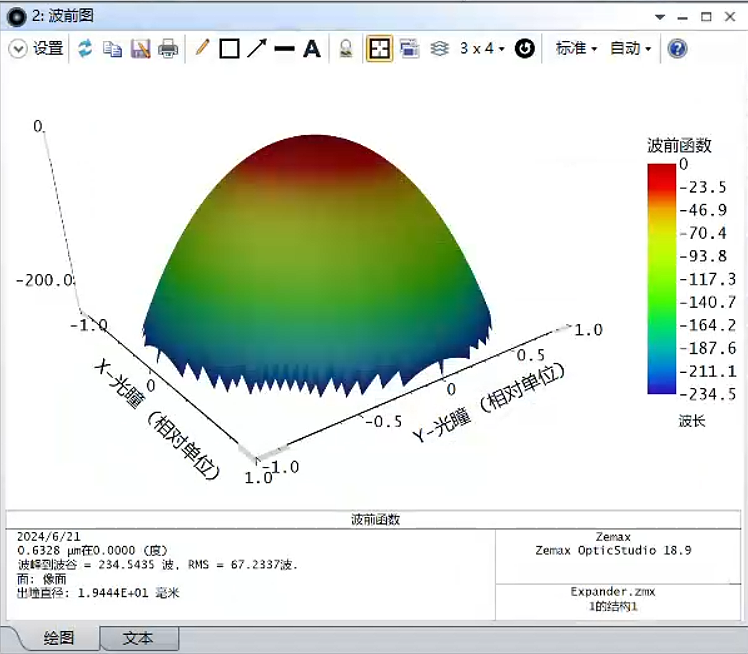 2: 波前图
设置
3 x 4
标准
自动
波前函数
0
-23.5
-46.9
-70.4
-93.8
-117.3
-140.7
-164.2
-187.6
-211.1
-234.5
波长
0.
-200.0
-1.0
0
1.0
X-光瞳 (相对单位)
-1.0
-0.5
0
0.5
1.0
Y-光瞳 (相对单位)
波前函数
2024/6/21
0.6328 µm在0.0000 (度)
波峰到波谷 = 234.5435 波, RMS = 67.2337波.
面: 像面
出瞳直径: 1.9444E+01 毫米
Zemax
Zemax OpticStudio 18.9
Expander.zmx
1的结构1
绘图
文本